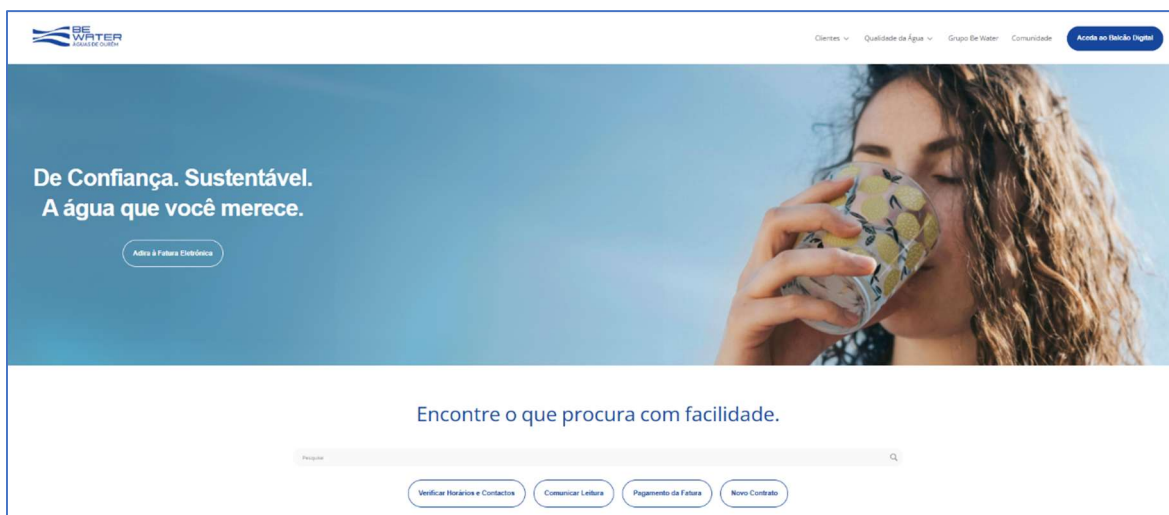 BE
WATER
ÁGUAS DE OURÉM
Clientes
Qualidade da Água
Grupo Be Water
Comunidade
Aceda ao Balcão Digital
De Confiança. Sustentável.
A água que você merece.
Adira à Fatura Eletrónica
Encontre o que procura com facilidade.
Pesquisar
Verificar Horários e Contactos
Comunicar Leitura
Pagamento da Fatura
Novo Contrato